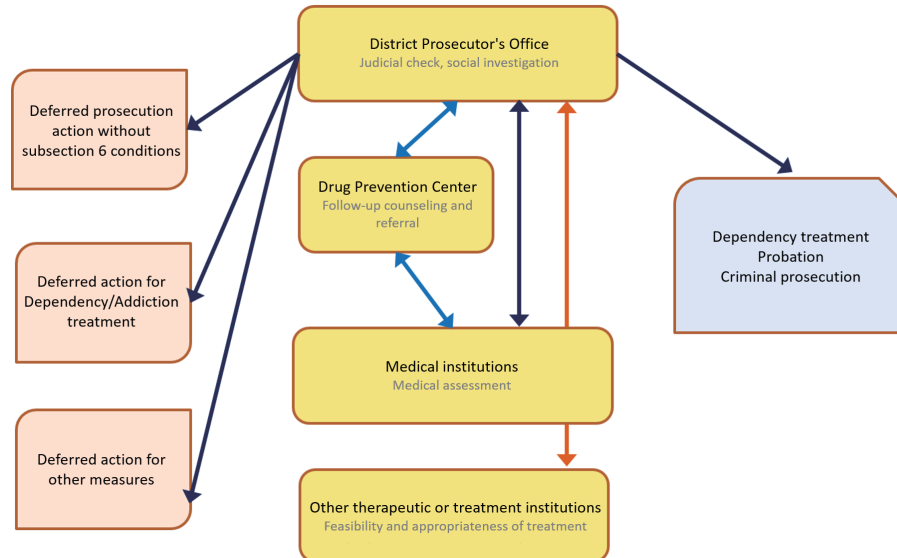 District Prosecutor's Office
Judicial check, social investigation
Deferred prosecution
action without
subsection 6 conditions
Drug Prevention Center
Follow-up counseling and
referral
Dependency treatment
Probation
Criminal prosecution
Deferred action for
Dependency/Addiction
treatment
Medical institutions
Medical assessment
Deferred action for
other measures
Other therapeutic or treatment institutions
Feasibility and appropriateness of treatment